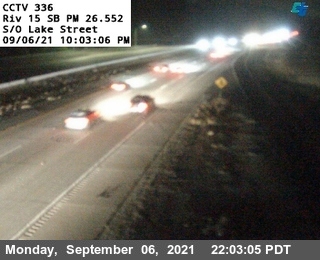 CCTV 336
Riv 15 SB PM 26.552
S/O Lake Street
09/06/21 10:03:06 PM
Monday, September 06, 2021 22:03:05 PDT